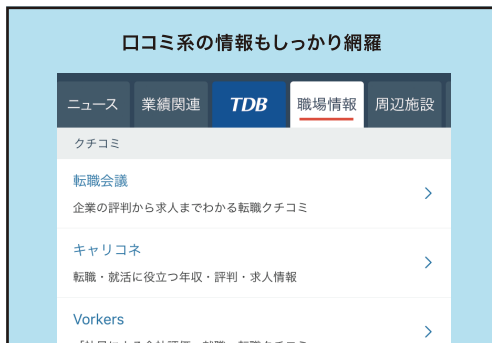 口コミ系の情報もしっかり網羅
ニュース 業績関連 TDB 職場情報 周辺施設
クチコミ
転職会議
企業の評判から求人までわかる転職クチコミ
キャリコネ
転職・就活に役立つ年収・評判・求人情報
Vorkers